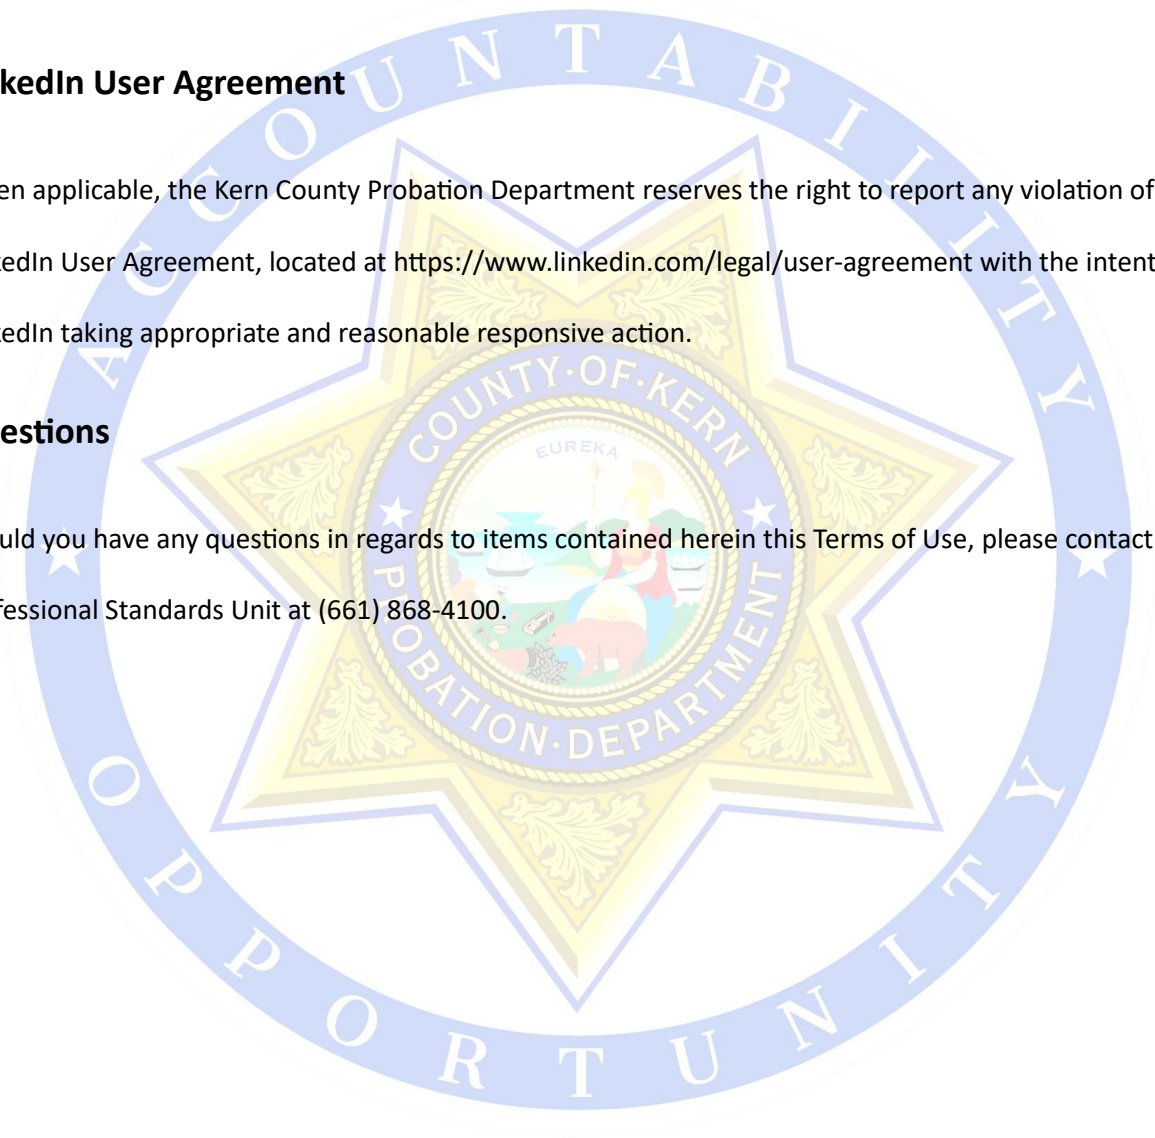 kedIn User Agreement
en applicable, the Kern County Probation Department reserves the right to report any violation of
kedIn User Agreement, located at https://www.linkedin.com/legal/user-agreement with the intent
kedIn taking appropriate and reasonable responsive action.
estions
uld you have any questions in regards to items contained herein this Terms of Use, please contact
fessional Standards Unit at (661) 868-4100.
ACCOUNTABILITY
OPPORTUNITY
COUNTY·OF·KERN
EUREKA
PROBATION·DEPARTMENT